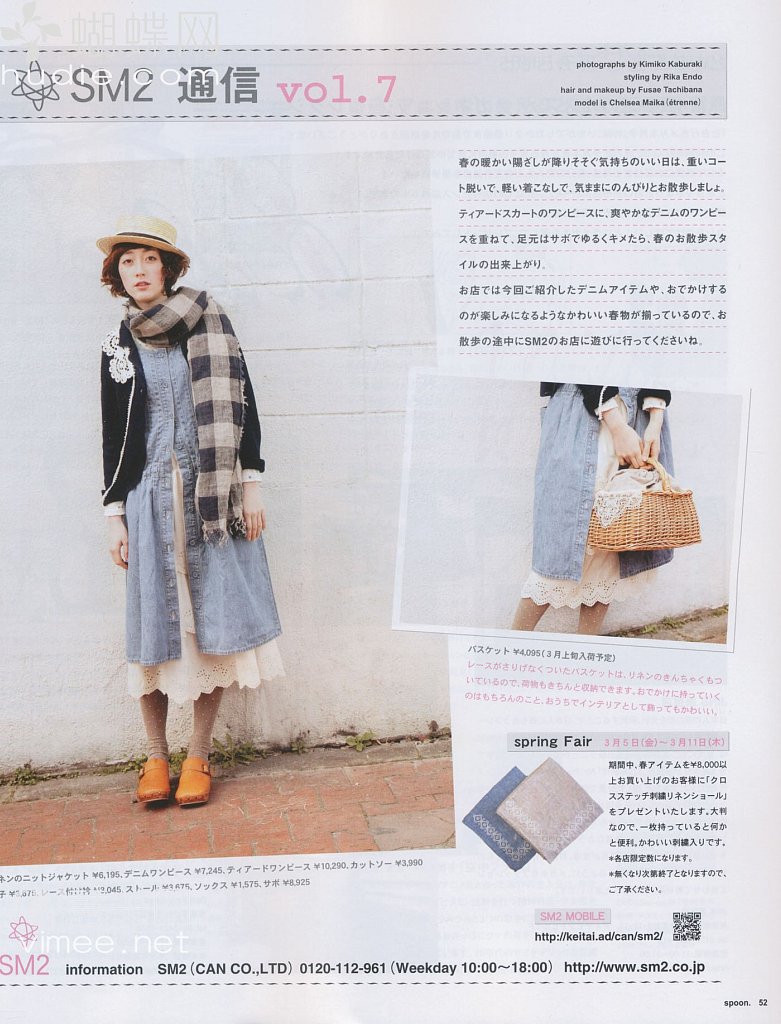 蝴蝶网
hudie.com
SM2 通信 vol.7
photographs by Kimiko Kaburaki
styling by Rika Endo
hair and makeup by Fusae Tachibana
model is Chelsea Maika（étrenne）
春の暖かい陽ざしが降りそそぐ気持ちのいい日は、重いコー
ト脱いで、軽い着こなしで、気ままにのんびりとお散歩しましょ。
ティアードスカートのワンピースに、爽やかなデニムのワンピー
スを重ねて、足元はサボでゆるくキメたら、春のお散歩スタ
イルの出来上がり。
お店では今回ご紹介したデニムアイテムや、おでかけする
のが楽しみになるようなかわいい春物が揃っているので、お
散歩の途中にSM2のお店に遊びに行ってくださいね。
バスケット ¥4,095（3月上旬入荷予定）
レースがさりげなくついたバスケットは、リネンのきんちゃくもつ
いているので、荷物もきちんと収納できます。おでかけに持っていく
のはもちろんのこと、おうちでインテリアとして飾ってもかわいい。
spring Fair 3月5日（金）〜3月11日（木）
期間中、春アイテムを¥8,000以
上お買い上げのお客様に「クロ
スステッチ刺繍リネンショール」
をプレゼントいたします。大判
なので、一枚持っていると何か
と便利。かわいい刺繍入りです。
*各店限定数になります。
*無くなり次第終了となりますので、
ご了承ください。
ネンのニットジャケット ¥6,195、デニムワンピース ¥7,245、ティアードワンピース ¥10,290、カットソー ¥3,990
子 ¥3,675、レース付け衿 ¥3,045、ストール ¥3,675、ソックス ¥1,575、サボ ¥8,925
SM2 MOBILE
http://keitai.ad/can/sm2/
vimee.net
SM2 information SM2（CAN CO.,LTD）0120-112-961（Weekday 10:00〜18:00） http://www.sm2.co.jp
spoon. 52